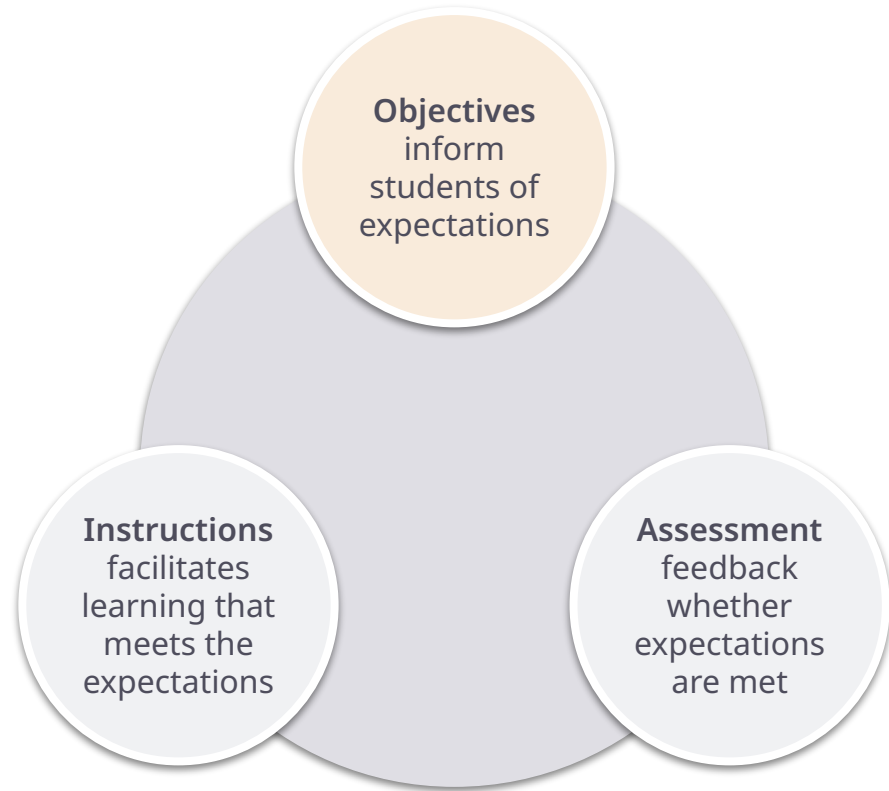 Objectives
inform
students of
expectations
Instructions
facilitates
learning that
meets the
expectations
Assessment
feedback
whether
expectations
are met